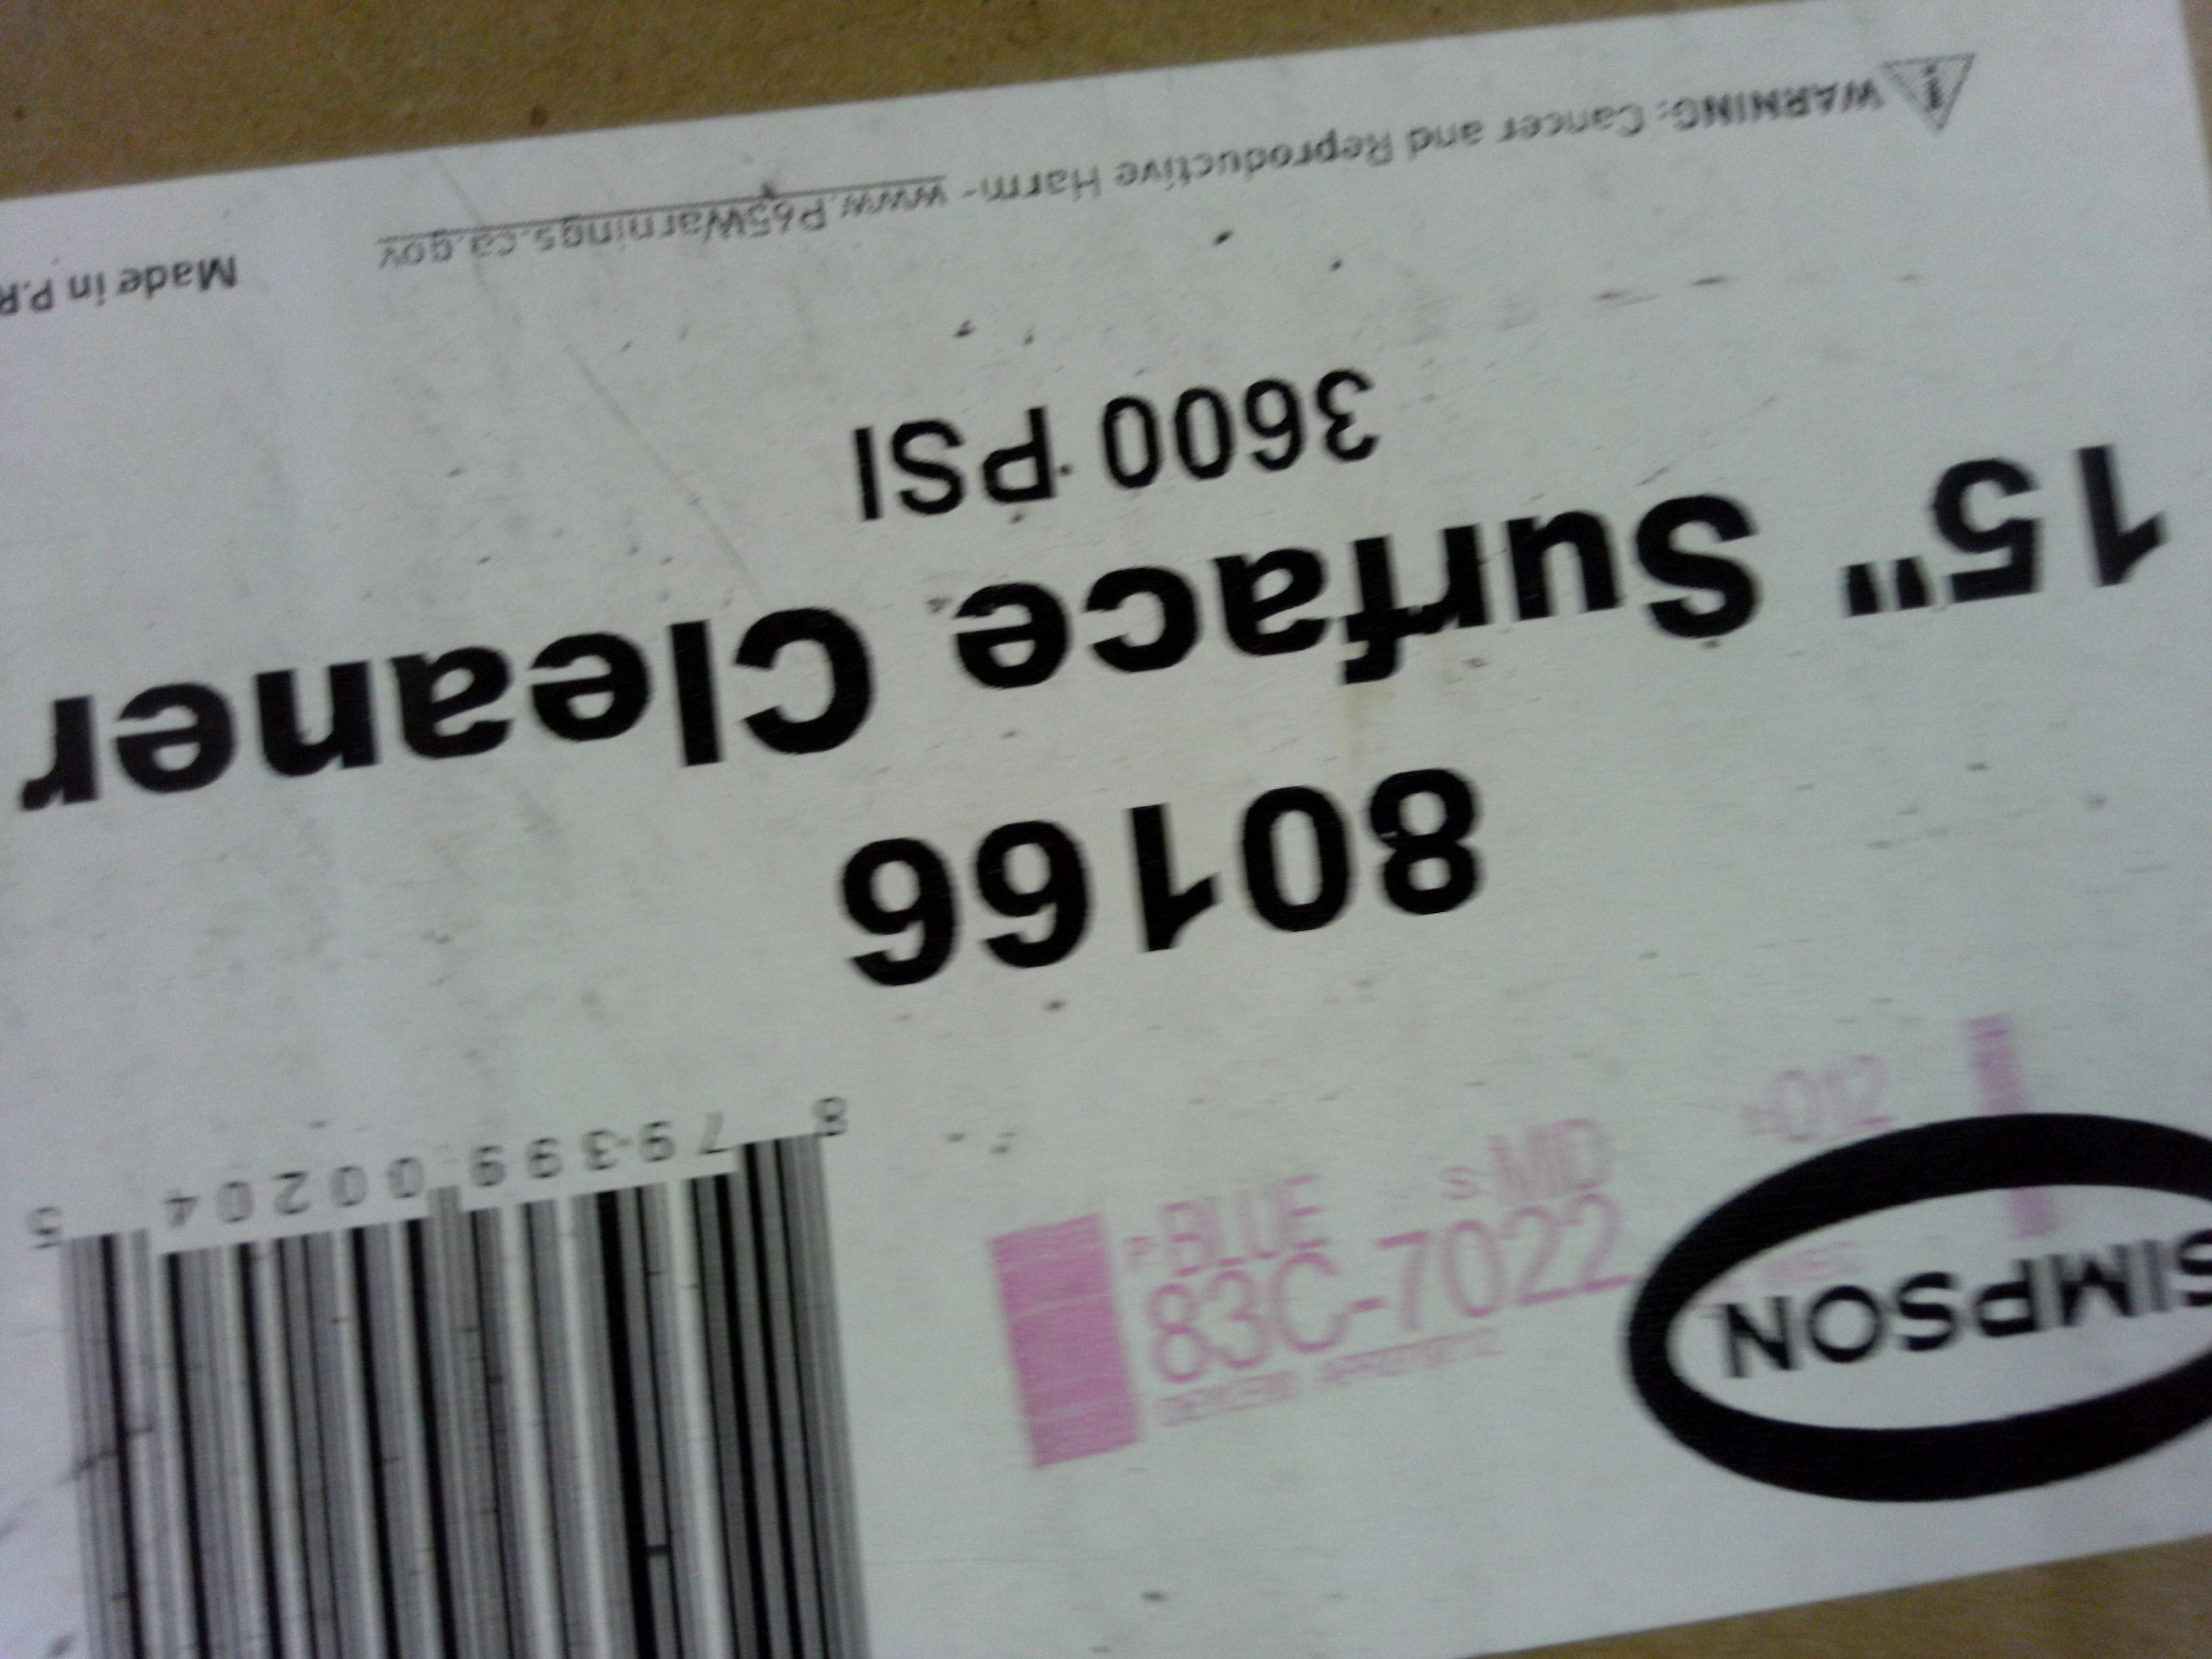 SIMPSON
83C-7022
BLUE S MID
8 79399 00204 5
80166
15" Surface Cleaner
3600 PSI
WARNING: Cancer and Reproductive Harm- www.P65Warnings.ca.gov
Made in P.R